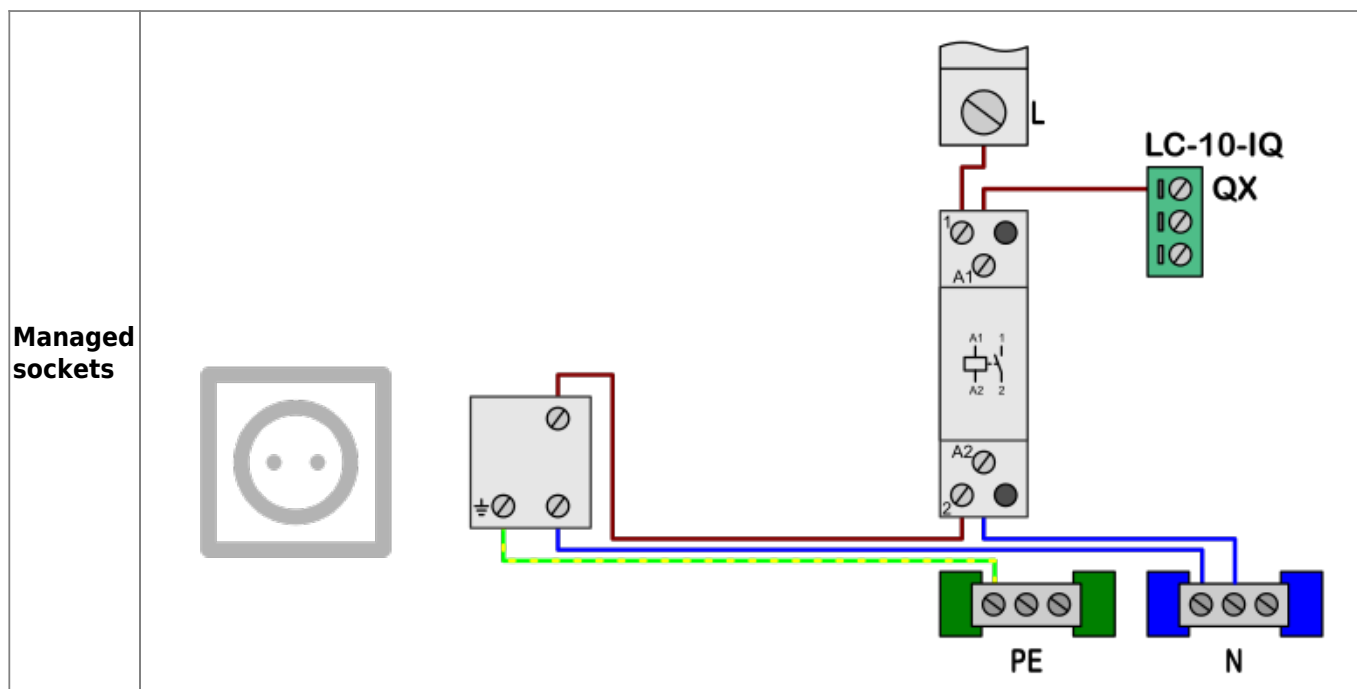 Managed
sockets
L
LC-10-IQ
QX
1
A1
A1 1
A2 2
A2
2
PE
N